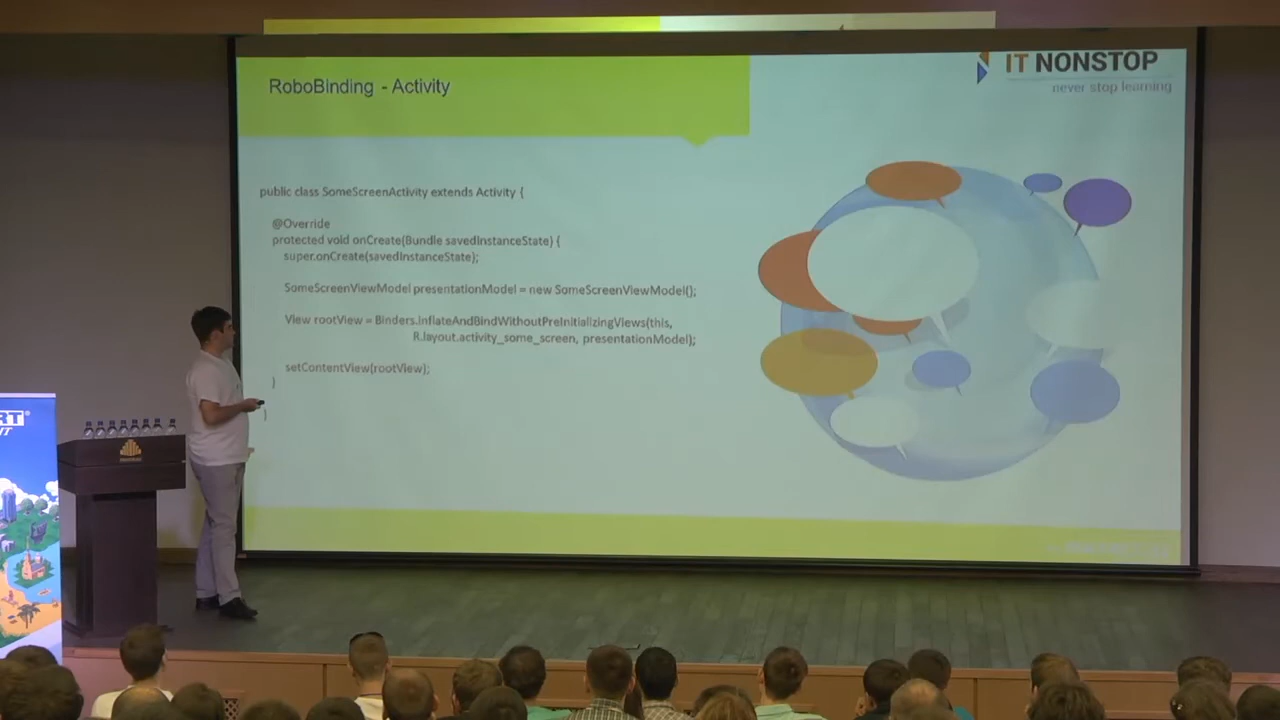 RoboBinding - Activity
IT NONSTOP
never stop learning
public class SomeScreenActivity extends Activity {
@Override
protected void onCreate(Bundle savedInstanceState) {
super.onCreate(savedInstanceState);
SomeScreenViewModel presentationModel = new SomeScreenViewModel();
View rootView = Binders.inflateAndBindWithoutPreInitializingViews(this,
R.layout.activity_some_screen, presentationModel);
setContentView(rootView);
}
}